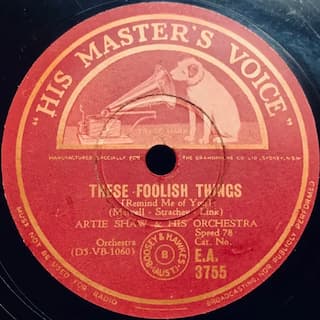 "HIS MASTER'S VOICE"
TRADE MARK
MANUFACTURED SPECIALLY FOR THE GRAMOPHONE CO LTD, SYDNEY, N.S.W.
THESE FOOLISH THINGS
(Remind Me of You)
(Marvell - Strachey - Link)
ARTIE SHAW & HIS ORCHESTRA
Orchestra
(D5-VB-1060)
Speed 78
Cat. No.
E.A.
3755
BOOSEY & HAWKES
B
(AUST)
MUST NOT BE USED FOR RADIO
BROADCASTING, NOR PUBLICLY PERFORMED